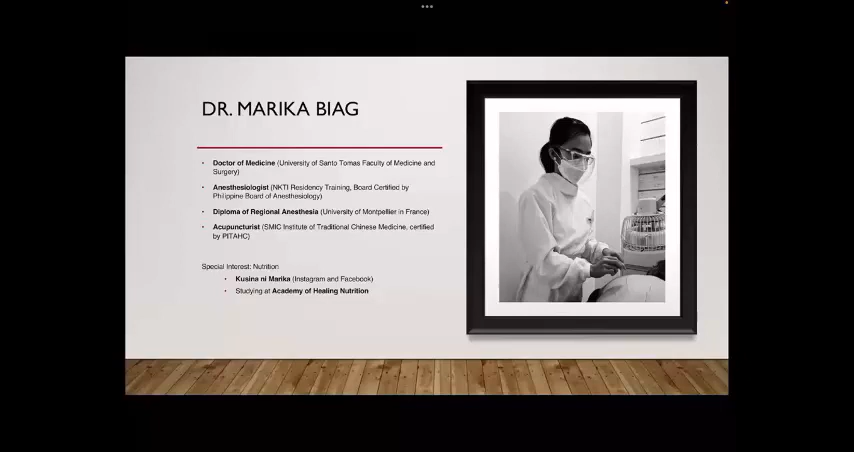 DR. MARIKA BIAG
• Doctor of Medicine (University of Santo Tomas Faculty of Medicine and
Surgery)
• Anesthesiologist (NKTI Residency Training, Board Certified by
Philippine Board of Anesthesiology)
• Diploma of Regional Anesthesia (University of Montpellier in France)
• Acupuncturist (SMIC Institute of Traditional Chinese Medicine, certified
by PITAHC)
Special Interest: Nutrition
• Kusina ni Marika (Instagram and Facebook)
• Studying at Academy of Healing Nutrition